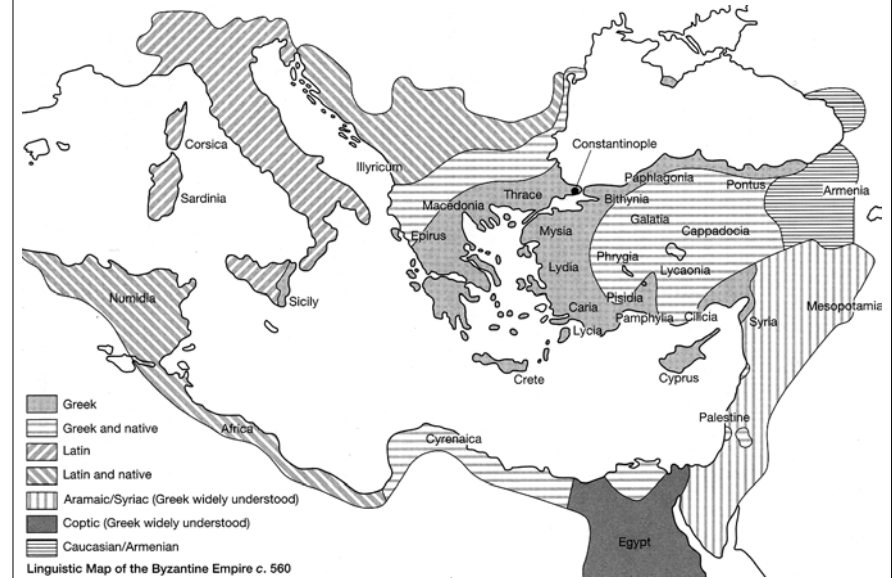 Constantinople
Corsica
Illyricum
Paphlagonia
Thrace
Bithynia
Pontus
Armenia
Sardinia
Macedonia
Galatia
Epirus
Mysia
Cappadocia
Phrygia
Lydia
Lycaonia
Numidia
Sicily
Caria
Pisidia
Mesopotamia
Pamphylia
Cilicia
Syria
Lycia
Crete
Cyprus
Palestine
Africa
Cyrenaica
Egypt
Greek
Greek and native
Latin
Latin and native
Aramaic/Syriac (Greek widely understood)
Coptic (Greek widely understood)
Caucasian/Armenian
Linguistic Map of the Byzantine Empire c. 560